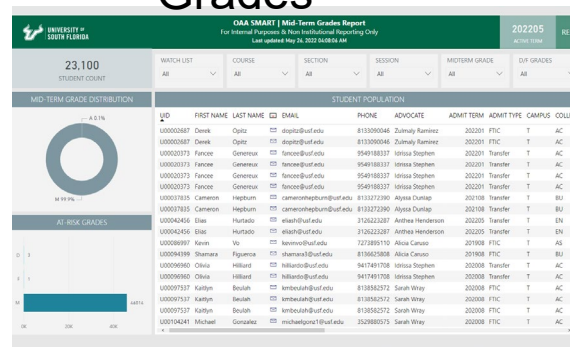 Grades
UNIVERSITY of
SOUTH FLORIDA
OAA SMART | Mid-Term Grades Report
For Internal Purposes & Non Institutional Reporting Only
Last updated: May 26, 2022 04:08:06 AM
202205
ACTIVE TERM
RE
23,100
STUDENT COUNT
WATCH LIST
All
COURSE
All
SECTION
All
SESSION
All
MIDTERM GRADE
All
D/F GRADES
All
MID-TERM GRADE DISTRIBUTION
A 0.1%
M 99.9%
AT-RISK GRADES
D 3
F 1
M
0K 20K 40K
STUDENT POPULATION
UID FIRST NAME LAST NAME EMAIL PHONE ADVOCATE ADMIT TERM ADMIT TYPE CAMPUS COLL
U00002687 Derek Opitz dopitz@usf.edu 8133090046 Zulmaly Ramirez 202201 FTIC T AC
U00002687 Derek Opitz dopitz@usf.edu 8133090046 Zulmaly Ramirez 202201 FTIC T AC
U00020373 Fancee Genereux fancee@usf.edu 9549188337 Idrissa Stephen 202201 Transfer T AC
U00020373 Fancee Genereux fancee@usf.edu 9549188337 Idrissa Stephen 202201 Transfer T AC
U00020373 Fancee Genereux fancee@usf.edu 9549188337 Idrissa Stephen 202201 Transfer T AC
U00020373 Fancee Genereux fancee@usf.edu 9549188337 Idrissa Stephen 202201 Transfer T AC
U00037835 Cameron Hepburn cameronhepburn@usf.edu 8133272390 Alyssa Dunlap 202108 Transfer T BU
U00037835 Cameron Hepburn cameronhepburn@usf.edu 8133272390 Alyssa Dunlap 202108 Transfer T BU
U00042456 Elias Hurtado eliash@usf.edu 3126223287 Anthea Henderson 202205 Transfer T EN
U00042456 Elias Hurtado eliash@usf.edu 3126223287 Anthea Henderson 202205 Transfer T EN
U00086997 Kevin Vo kevinvo@usf.edu 7273895110 Alicia Caruso 201908 FTIC T AS
U00094399 Shamara Figueroa shamara3@usf.edu 8136625808 Alicia Caruso 201908 FTIC T BU
U00096960 Olivia Hilliard hilliardo@usf.edu 9417491708 Idrissa Stephen 202008 Transfer T AC
U00096960 Olivia Hilliard hilliardo@usf.edu 9417491708 Idrissa Stephen 202008 Transfer T AC
U00097537 Kaitlyn Beulah kmbeulah@usf.edu 8138582572 Sarah Wray 202008 FTIC T AC
U00097537 Kaitlyn Beulah kmbeulah@usf.edu 8138582572 Sarah Wray 202008 FTIC T AC
U00097537 Kaitlyn Beulah kmbeulah@usf.edu 8138582572 Sarah Wray 202008 FTIC T AC
U00104241 Michael Gonzalez michaelgonz1@usf.edu 3529880575 Sarah Wray 202008 FTIC T AC